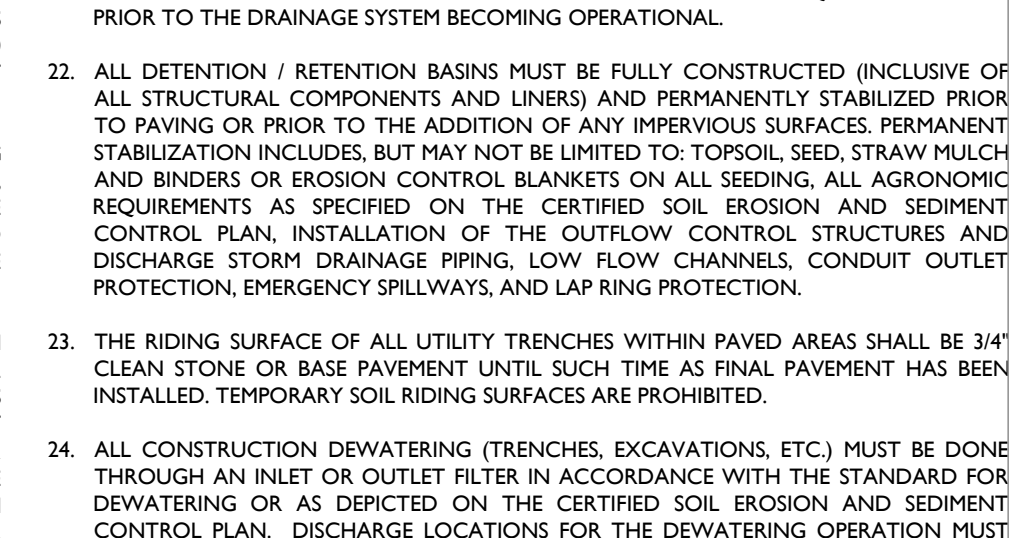 PRIOR TO THE DRAINAGE SYSTEM BECOMING OPERATIONAL.
22. ALL DETENTION / RETENTION BASINS MUST BE FULLY CONSTRUCTED (INCLUSIVE OF
ALL STRUCTURAL COMPONENTS AND LINERS) AND PERMANENTLY STABILIZED PRIOR
TO PAVING OR PRIOR TO THE ADDITION OF ANY IMPERVIOUS SURFACES. PERMANENT
STABILIZATION INCLUDES, BUT MAY NOT BE LIMITED TO: TOPSOIL, SEED, STRAW MULCH
AND BINDERS OR EROSION CONTROL BLANKETS ON ALL SEEDING, ALL AGRONOMIC
REQUIREMENTS AS SPECIFIED ON THE CERTIFIED SOIL EROSION AND SEDIMENT
CONTROL PLAN, INSTALLATION OF THE OUTFLOW CONTROL STRUCTURES AND
DISCHARGE STORM DRAINAGE PIPING, LOW FLOW CHANNELS, CONDUIT OUTLET
PROTECTION, EMERGENCY SPILLWAYS, AND LAP RING PROTECTION.
23. THE RIDING SURFACE OF ALL UTILITY TRENCHES WITHIN PAVED AREAS SHALL BE 3/4"
CLEAN STONE OR BASE PAVEMENT UNTIL SUCH TIME AS FINAL PAVEMENT HAS BEEN
INSTALLED. TEMPORARY SOIL RIDING SURFACES ARE PROHIBITED.
24. ALL CONSTRUCTION DEWATERING (TRENCHES, EXCAVATIONS, ETC.) MUST BE DONE
THROUGH AN INLET OR OUTLET FILTER IN ACCORDANCE WITH THE STANDARD FOR
DEWATERING OR AS DEPICTED ON THE CERTIFIED SOIL EROSION AND SEDIMENT
CONTROL PLAN. DISCHARGE LOCATIONS FOR THE DEWATERING OPERATION MUST